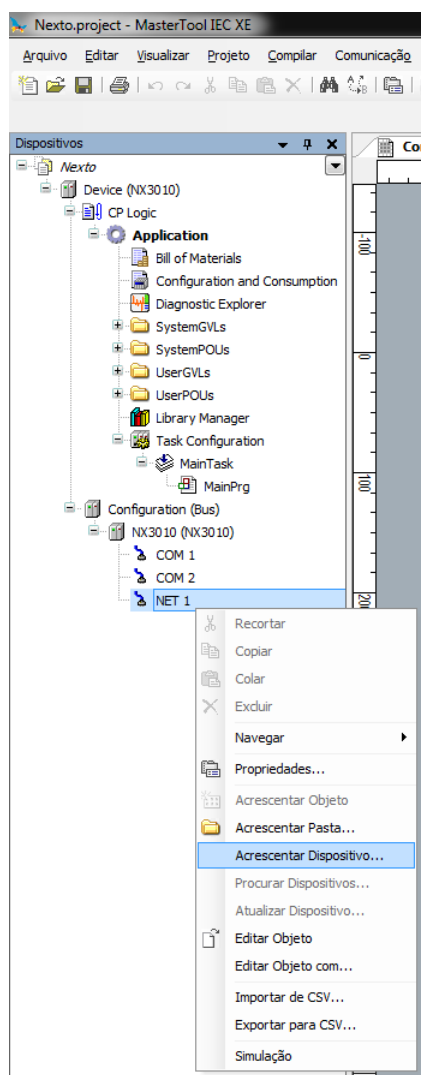 Nexto.project - MasterTool IEC XE
Arquivo Editar Visualizar Projeto Compilar Comunicação
Dispositivos
Co
Nexto
Device (NX3010)
CP Logic
Application
-100
Bill of Materials
Configuration and Consumption
Diagnostic Explorer
SystemGVLs
SystemPOUs
0
UserGVLs
UserPOUs
Library Manager
Task Configuration
MainTask
MainPrg
100
Configuration (Bus)
NX3010 (NX3010)
COM 1
COM 2
NET 1
200
Recortar
Copiar
Colar
Excluir
Navegar
Propriedades...
Acrescentar Objeto
Acrescentar Pasta...
Acrescentar Dispositivo...
Procurar Dispositivos...
Atualizar Dispositivo...
Editar Objeto
Editar Objeto com...
Importar de CSV...
Exportar para CSV...
Simulação